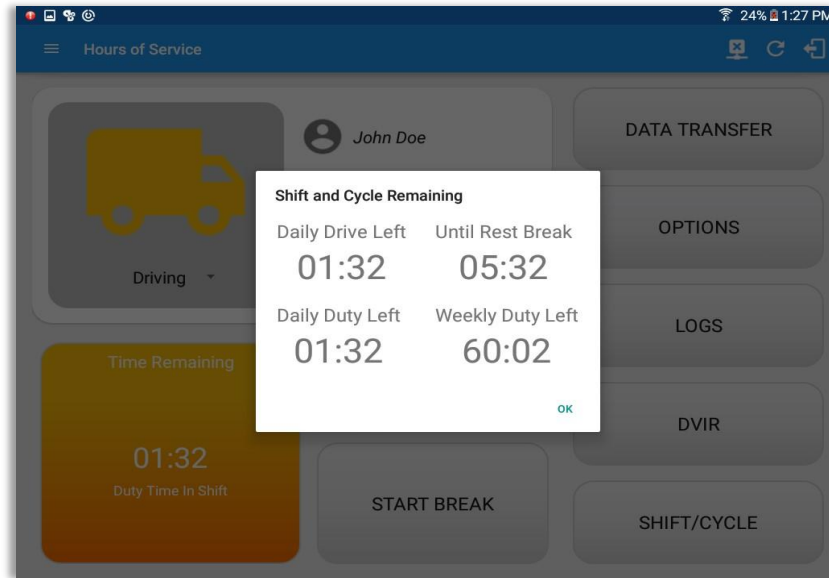 24% 1:27 PM
Hours of Service
John Doe
Driving
Time Remaining
01:32
Duty Time In Shift
START BREAK
DATA TRANSFER
OPTIONS
LOGS
DVIR
SHIFT/CYCLE
Shift and Cycle Remaining
Daily Drive Left Until Rest Break
01:32 05:32
Daily Duty Left Weekly Duty Left
01:32 60:02
OK